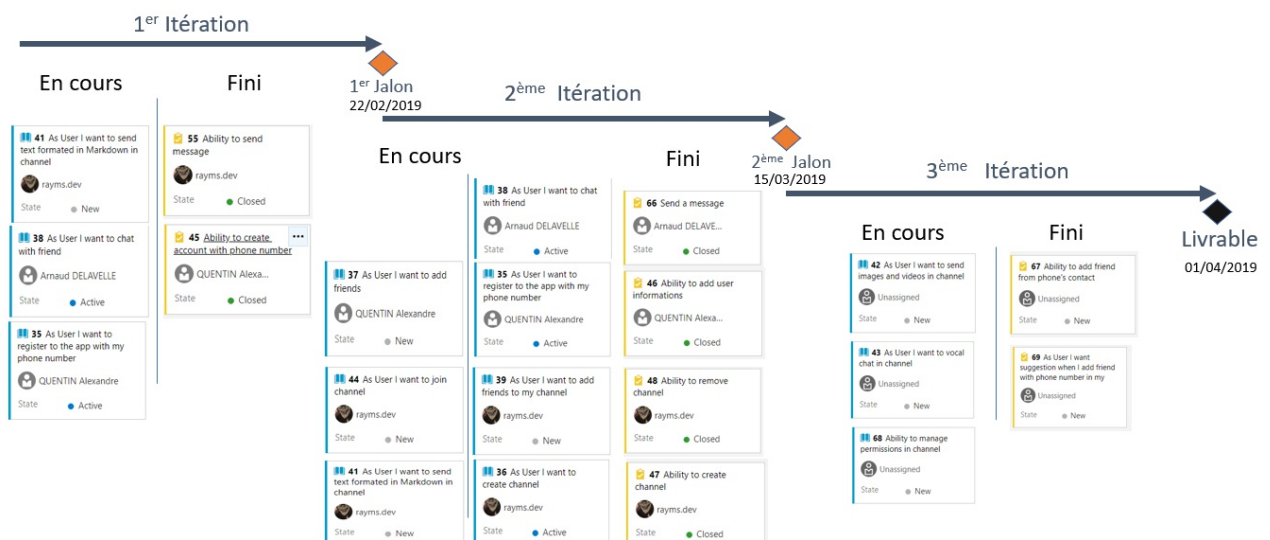 1er Itération
En cours
Fini
41 As User I want to send
text formated in Markdown in
channel
rayms.dev
State New
38 As User I want to chat
with friend
Arnaud DELAVELLE
State Active
35 As User I want to
register to the app with my
phone number
QUENTIN Alexandre
State Active
55 Ability to send
message
rayms.dev
State Closed
45 Ability to create
account with phone number
...
QUENTIN Alexa...
State Closed
1er Jalon
22/02/2019
2ème Itération
En cours
Fini
37 As User I want to add
friends
QUENTIN Alexandre
State New
44 As User I want to join
channel
rayms.dev
State New
41 As User I want to send
text formated in Markdown in
channel
rayms.dev
State New
38 As User I want to chat
with friend
Arnaud DELAVELLE
State Active
35 As User I want to
register to the app with my
phone number
QUENTIN Alexandre
State Active
39 As User I want to add
friends to my channel
rayms.dev
State New
36 As User I want to
create channel
rayms.dev
State Active
66 Send a message
Arnaud DELAVE...
State Closed
46 Ability to add user
informations
QUENTIN Alexa...
State Closed
48 Ability to remove
channel
rayms.dev
State Closed
47 Ability to create
channel
rayms.dev
State Closed
2ème Jalon
15/03/2019
3ème Itération
En cours
Fini
42 As User I want to send
images and videos in channel
Unassigned
State New
43 As User I want to vocal
chat in channel
Unassigned
State New
68 Ability to manage
permissions in channel
Unassigned
State New
67 Ability to add friend
from phone's contact
Unassigned
State New
69 As User I want
suggestion when I add friend
with phone number in my
Unassigned
State New
Livrable
01/04/2019